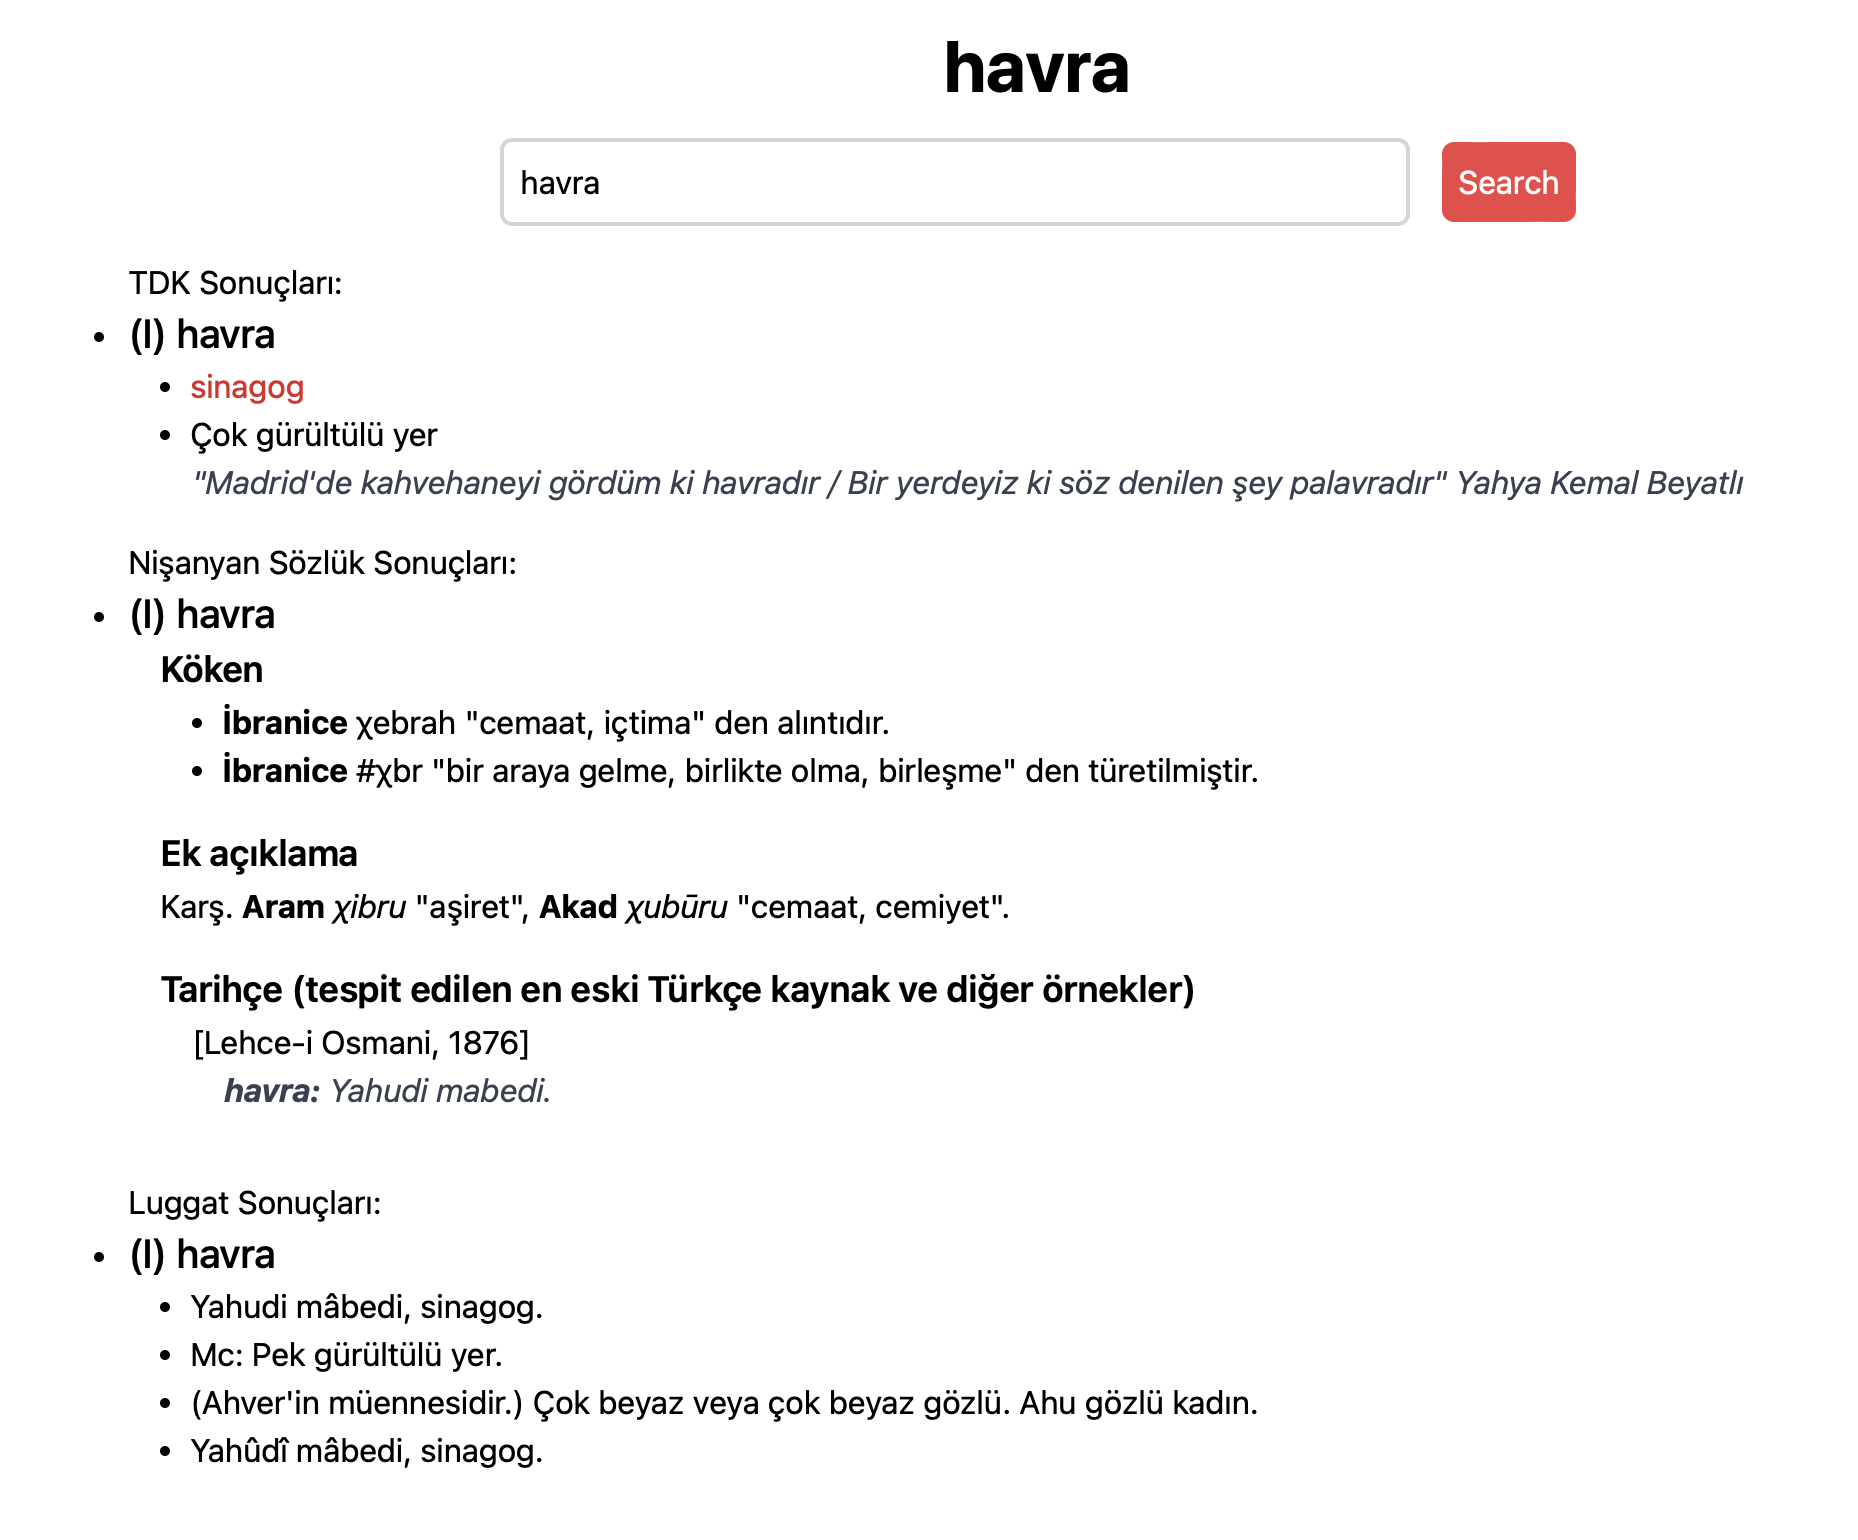 havra
havra
Search
TDK Sonuçları:
(I) havra
sinagog
Çok gürültülü yer
"Madrid'de kahvehaneyi gördüm ki havradır / Bir yerdeyiz ki söz denilen şey palavradır" Yahya Kemal Beyatlı
Nişanyan Sözlük Sonuçları:
(I) havra
Köken
İbranice χebrah "cemaat, içtima" den alıntıdır.
İbranice #χbr "bir araya gelme, birlikte olma, birleşme" den türetilmiştir.
Ek açıklama
Karş. Aram χibru "aşiret", Akad χubūru "cemaat, cemiyet".
Tarihçe (tespit edilen en eski Türkçe kaynak ve diğer örnekler)
[Lehce-i Osmani, 1876]
havra: Yahudi mabedi.
Luggat Sonuçları:
(I) havra
Yahudi mâbedi, sinagog.
Mc: Pek gürültülü yer.
(Ahver'in müennesidir.) Çok beyaz veya çok beyaz gözlü. Ahu gözlü kadın.
Yahûdî mâbedi, sinagog.